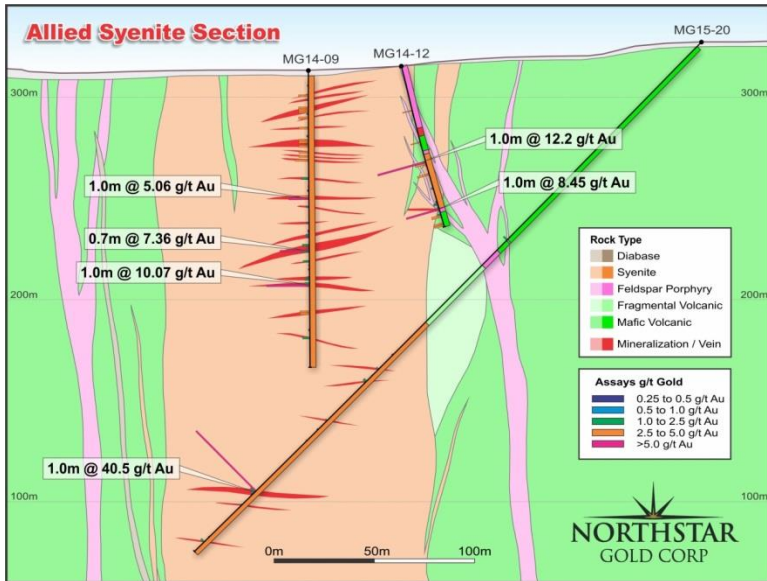 Allied Syenite Section
MG14-09
MG14-12
MG15-20
300m
300m
1.0m @ 12.2 g/t Au
1.0m @ 5.06 g/t Au
1.0m @ 8.45 g/t Au
0.7m @ 7.36 g/t Au
1.0m @ 10.07 g/t Au
200m
200m
Rock Type
Diabase
Syenite
Feldspar Porphyry
Fragmental Volcanic
Mafic Volcanic
Mineralization / Vein
Assays g/t Gold
0.25 to 0.5 g/t Au
0.5 to 1.0 g/t Au
1.0 to 2.5 g/t Au
2.5 to 5.0 g/t Au
>5.0 g/t Au
1.0m @ 40.5 g/t Au
100m
100m
0m
50m
100m
NORTHSTAR
GOLD CORP